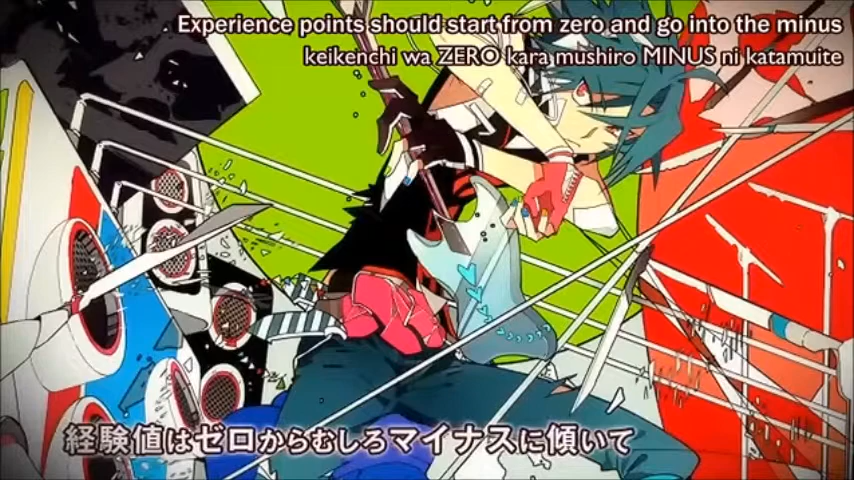 Experience points should start from zero and go into the minus
keikenchi wa ZERO kara mushiro MINUS ni katamuite
経験値はゼロからむしろマイナスに傾いて